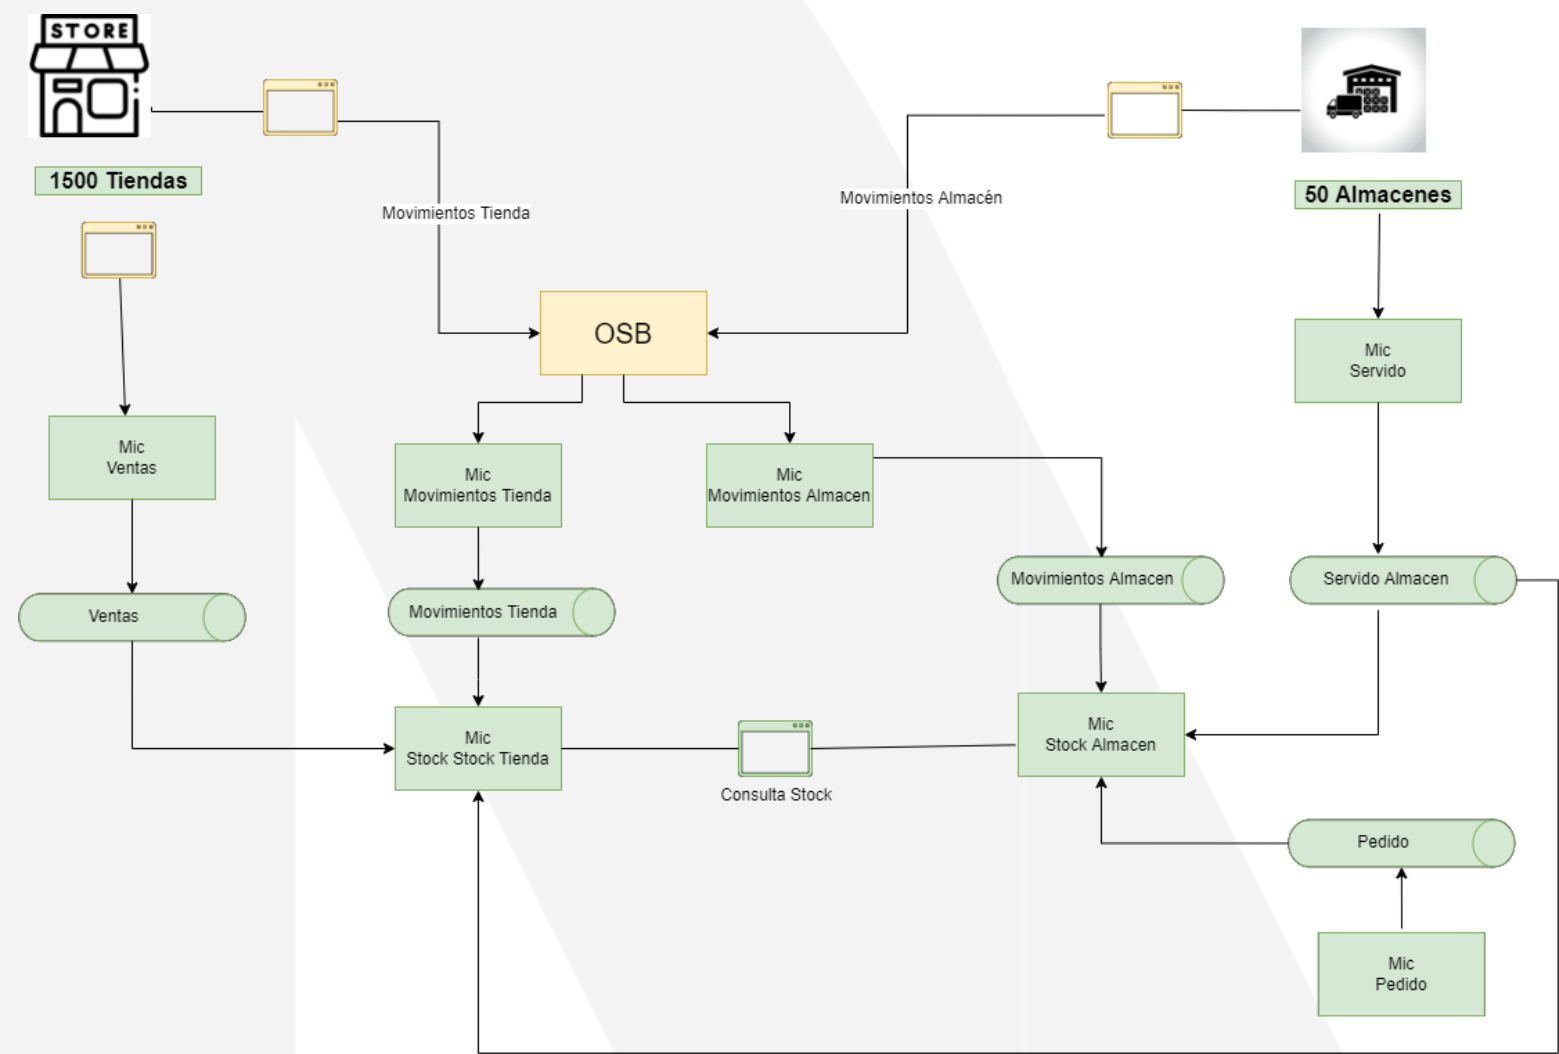 STORE
1500 Tiendas
50 Almacenes
Movimientos Tienda
Movimientos Almacén
OSB
Mic
Servido
Mic
Ventas
Mic
Movimientos Tienda
Mic
Movimientos Almacen
Movimientos Almacen
Servido Almacen
Ventas
Movimientos Tienda
Mic
Stock Stock Tienda
Mic
Stock Almacen
Consulta Stock
Pedido
Mic
Pedido